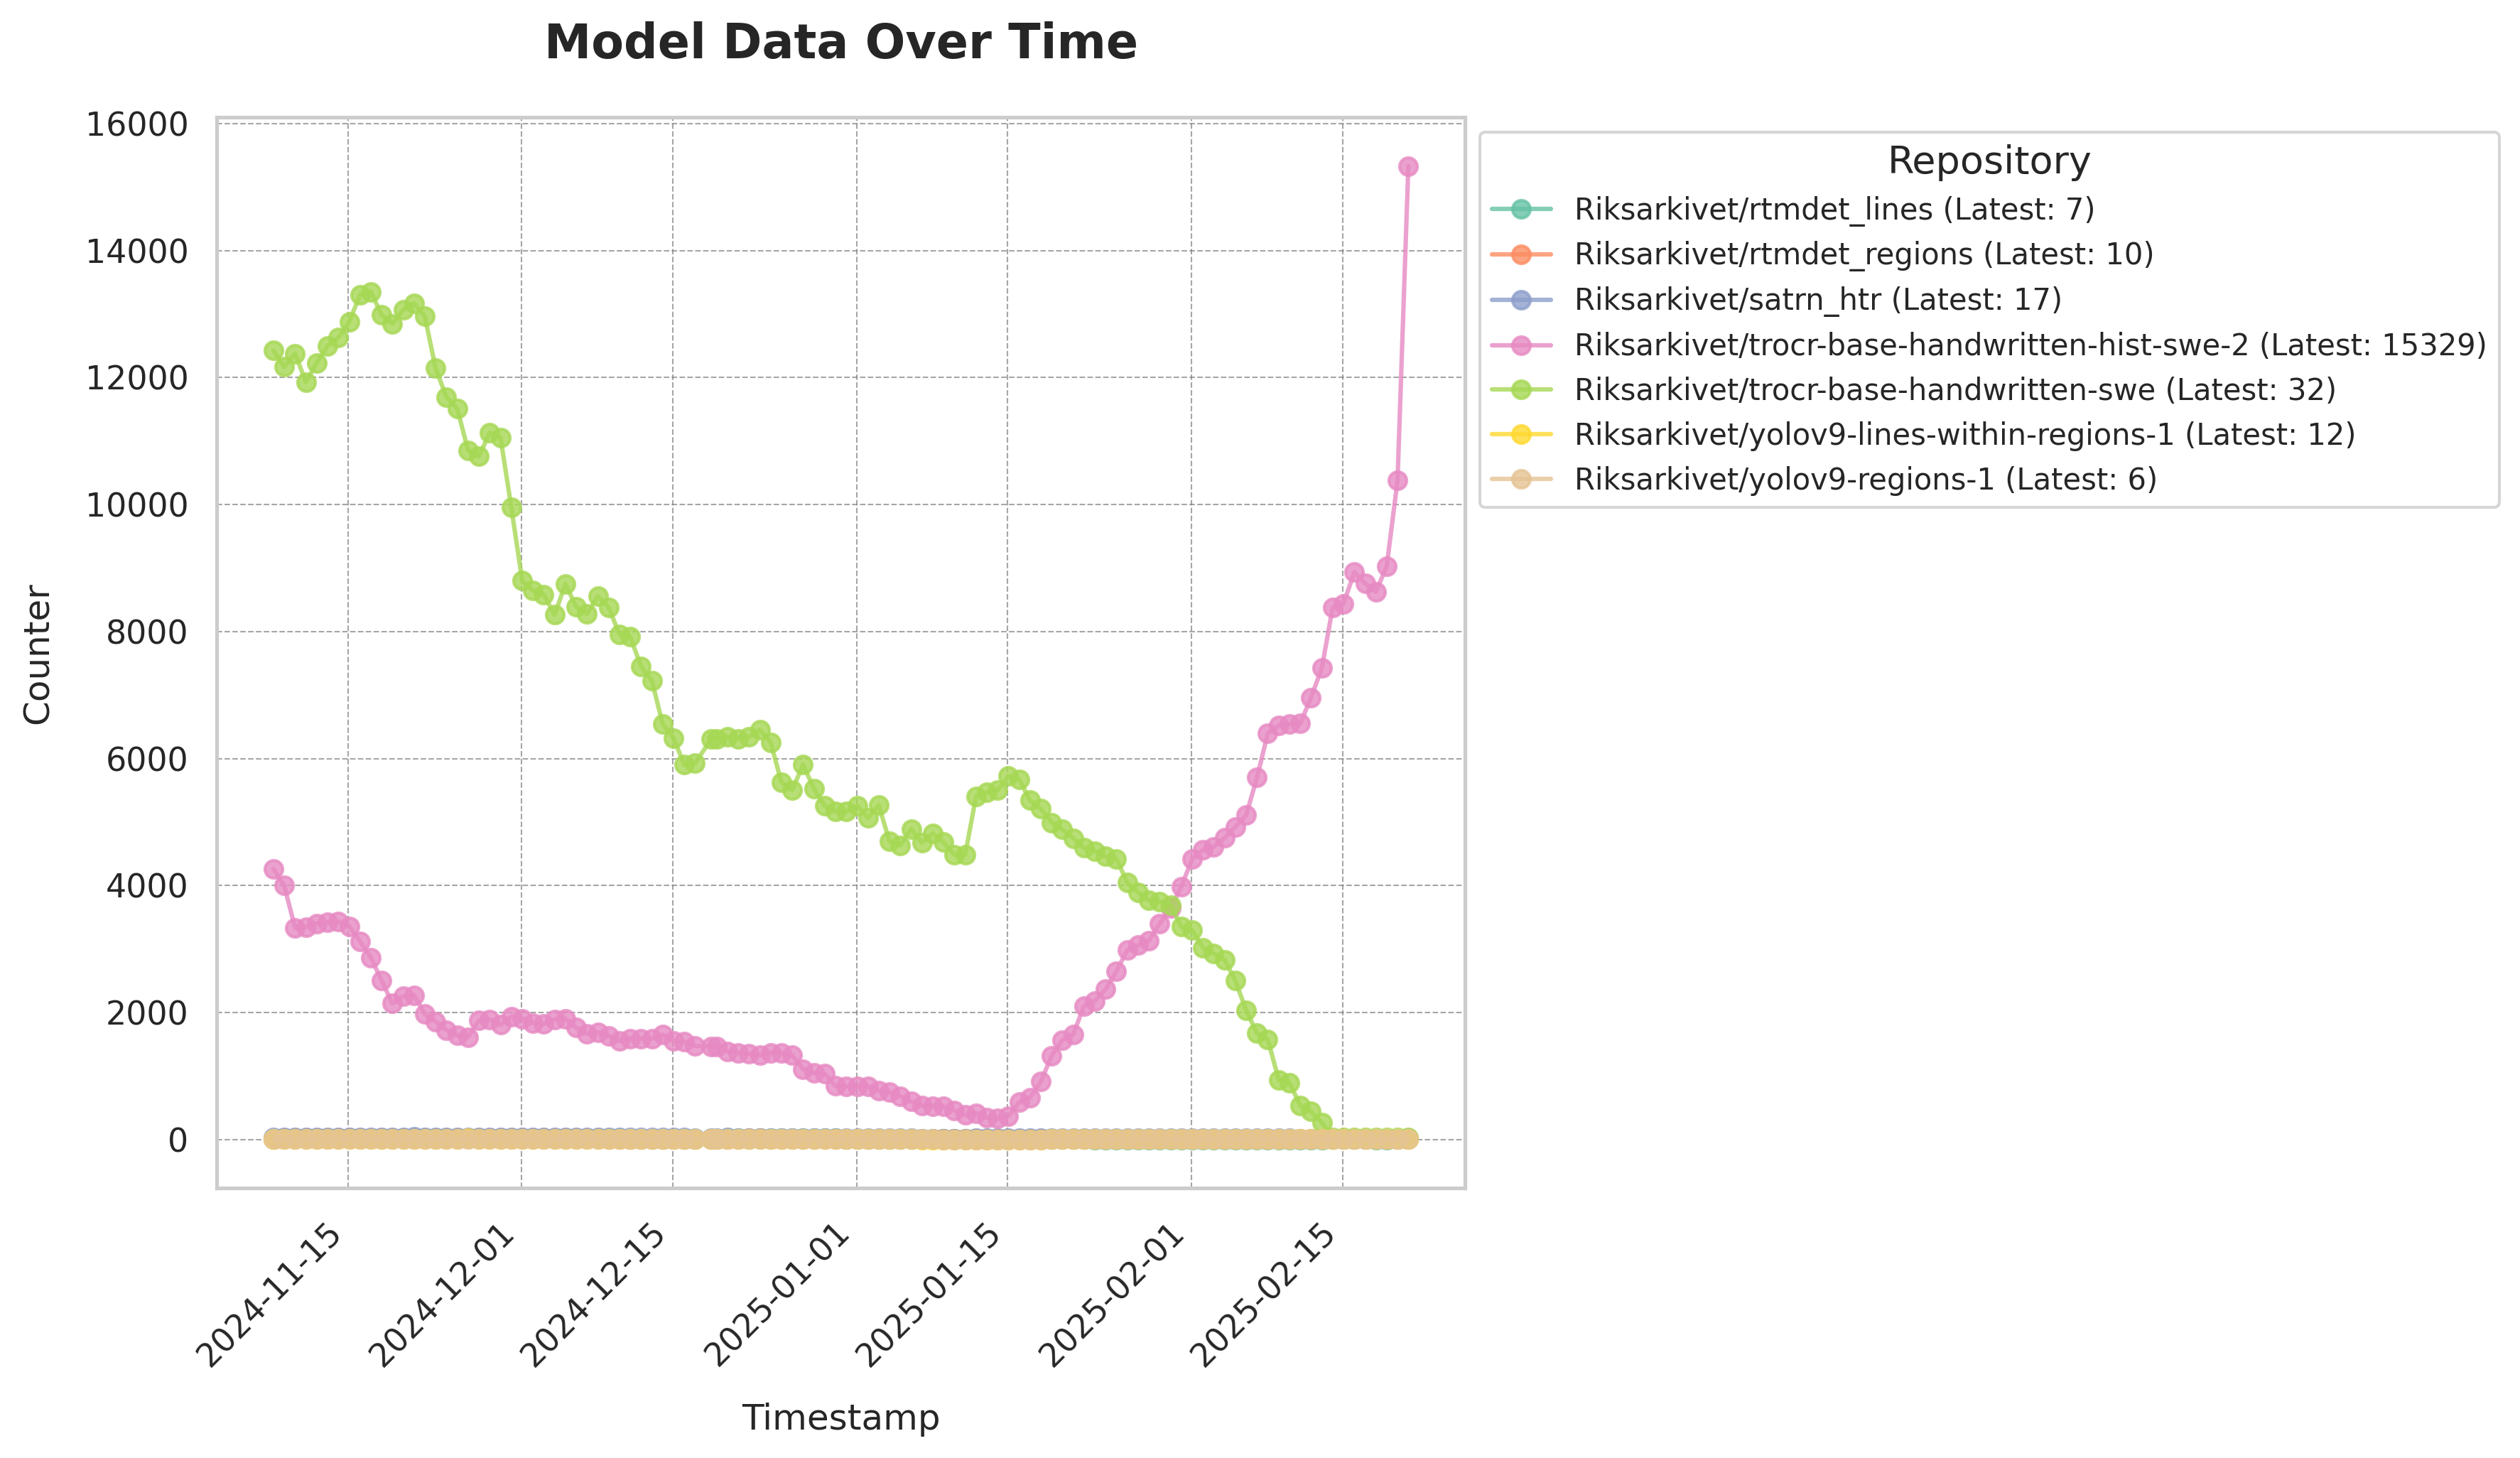 Model Data Over Time
16000
14000
12000
10000
8000
6000
4000
2000
0
Counter
2024-11-15
2024-12-01
2024-12-15
2025-01-01
2025-01-15
2025-02-01
2025-02-15
Timestamp
Repository
Riksarkivet/rtmdet_lines (Latest: 7)
Riksarkivet/rtmdet_regions (Latest: 10)
Riksarkivet/satrn_htr (Latest: 17)
Riksarkivet/trocr-base-handwritten-hist-swe-2 (Latest: 15329)
Riksarkivet/trocr-base-handwritten-swe (Latest: 32)
Riksarkivet/yolov9-lines-within-regions-1 (Latest: 12)
Riksarkivet/yolov9-regions-1 (Latest: 6)